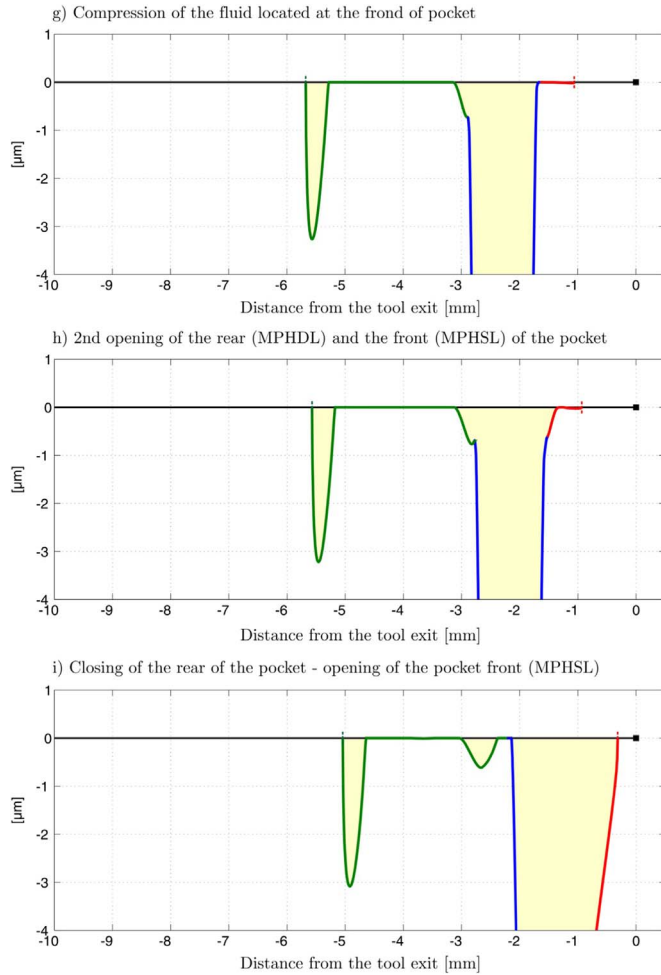 g) Compression of the fluid located at the frond of pocket
1
0
-1
-2
-3
-4
[µm]
-10 -9 -8 -7 -6 -5 -4 -3 -2 -1 0
Distance from the tool exit [mm]
h) 2nd opening of the rear (MPHDL) and the front (MPHSL) of the pocket
1
0
-1
-2
-3
-4
[µm]
-10 -9 -8 -7 -6 -5 -4 -3 -2 -1 0
Distance from the tool exit [mm]
i) Closing of the rear of the pocket - opening of the pocket front (MPHSL)
1
0
-1
-2
-3
-4
[µm]
-10 -9 -8 -7 -6 -5 -4 -3 -2 -1 0
Distance from the tool exit [mm]